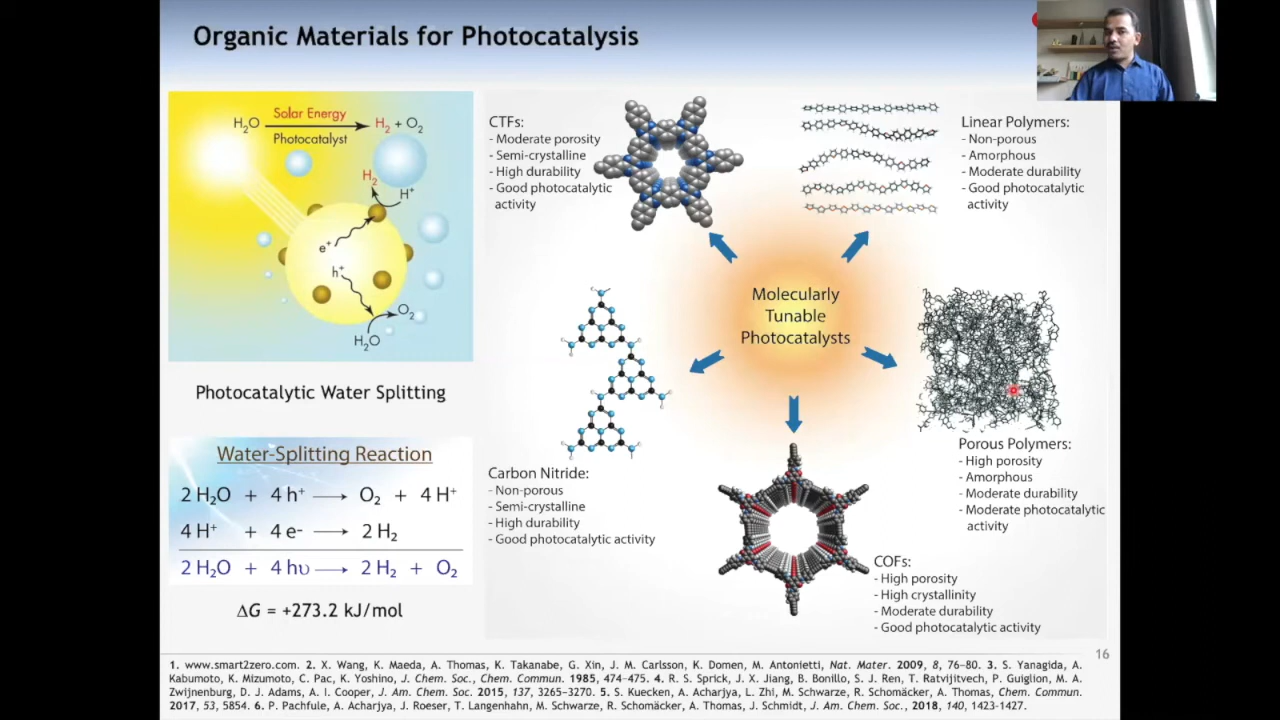 Organic Materials for Photocatalysis
H₂O Solar Energy H₂ + O₂
Photocatalyst
H₂
H⁺
e⁺
h⁺
O₂
H₂O
Photocatalytic Water Splitting
Water-Splitting Reaction
2 H₂O + 4 h⁺ → O₂ + 4 H⁺
4 H⁺ + 4 e- → 2 H₂
2 H₂O + 4 hυ → 2 H₂ + O₂
ΔG = +273.2 kJ/mol
CTFs:
- Moderate porosity
- Semi-crystalline
- High durability
- Good photocatalytic
activity
Linear Polymers:
- Non-porous
- Amorphous
- Moderate durability
- Good photocatalytic
activity
Molecularly
Tunable
Photocatalysts
Carbon Nitride:
- Non-porous
- Semi-crystalline
- High durability
- Good photocatalytic activity
Porous Polymers:
- High porosity
- Amorphous
- Moderate durability
- Moderate photocatalytic
activity
COFs:
- High porosity
- High crystallinity
- Moderate durability
- Good photocatalytic activity
16
1. www.smart2zero.com. 2. X. Wang, K. Maeda, A. Thomas, K. Takanabe, G. Xin, J. M. Carlsson, K. Domen, M. Antonietti, Nat. Mater. 2009, 8, 76–80. 3. S. Yanagida, A.
Kabumoto, K. Mizumoto, C. Pac, K. Yoshino, J. Chem. Soc., Chem. Commun. 1985, 474–475. 4. R. S. Sprick, J. X. Jiang, B. Bonillo, S. J. Ren, T. Ratvijitvech, P. Guiglion, M. A.
Zwijnenburg, D. J. Adams, A. I. Cooper, J. Am. Chem. Soc. 2015, 137, 3265–3270. 5. S. Kuecken, A. Acharjya, L. Zhi, M. Schwarze, R. Schomäcker, A. Thomas, Chem. Commun.
2017, 53, 5854. 6. P. Pachfule, A. Acharjya, J. Roeser, T. Langenhahn, M. Schwarze, R. Schomäcker, A. Thomas, J. Schmidt, J. Am. Chem. Soc., 2018, 140, 1423-1427.